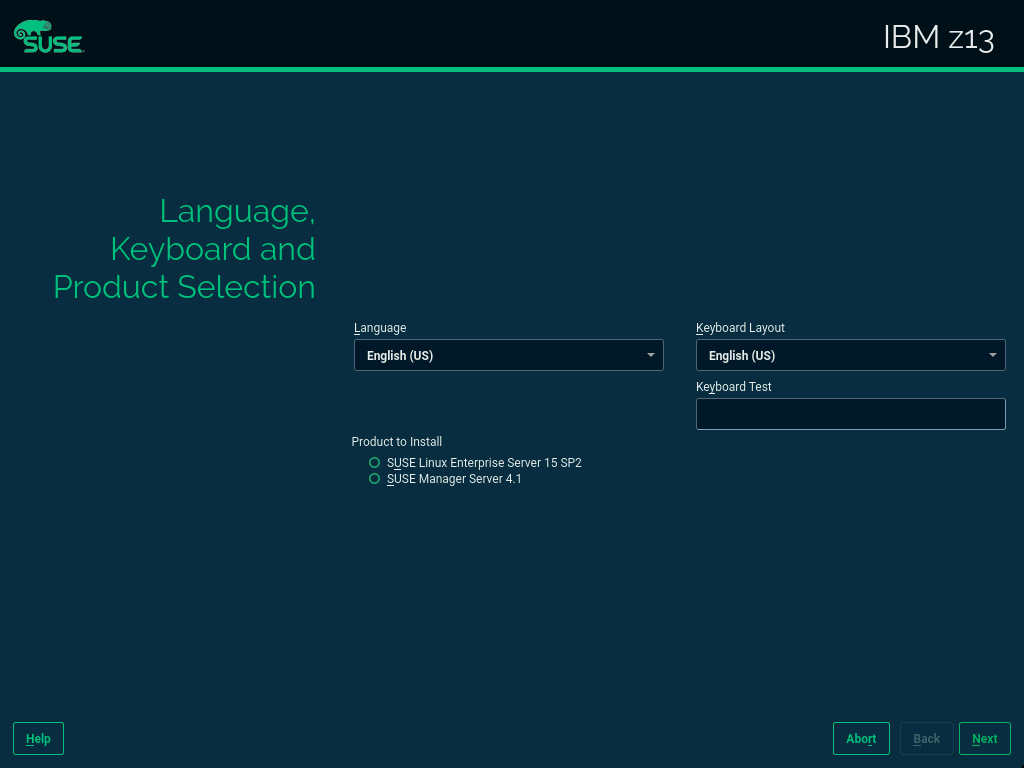 SUSE
IBM z13
Language,
Keyboard and
Product Selection
Language
Keyboard Layout
English (US)
English (US)
Keyboard Test
Product to Install
SUSE Linux Enterprise Server 15 SP2
SUSE Manager Server 4.1
Help
Abort
Back
Next